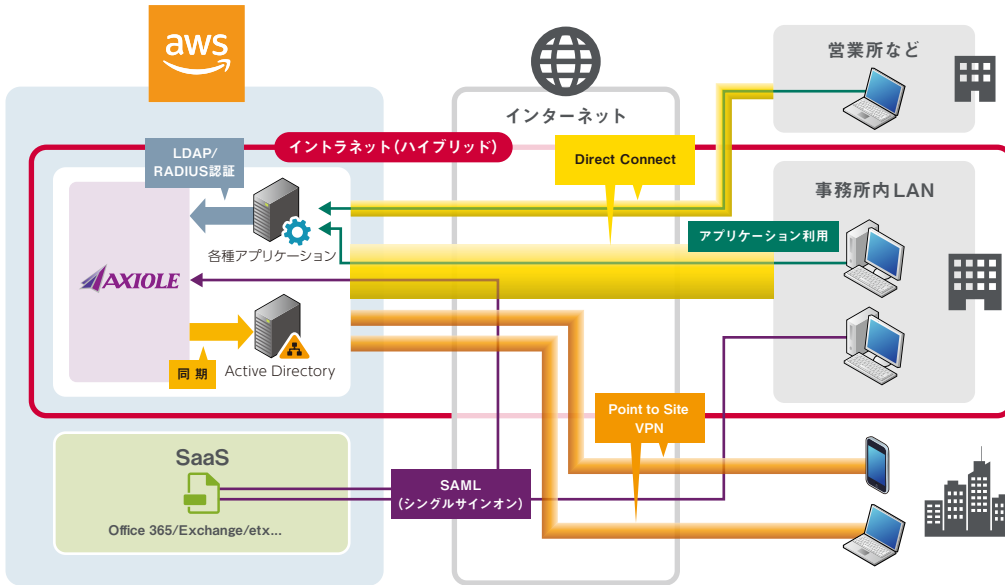 aws
営業所など
インターネット
イントラネット(ハイブリッド)
LDAP/
RADIUS認証
Direct Connect
事務所内LAN
アプリケーション利用
各種アプリケーション
AXIOLE
同期
Active Directory
Point to Site
VPN
SaaS
SAML
(シングルサインオン)
Office 365/Exchange/etx...